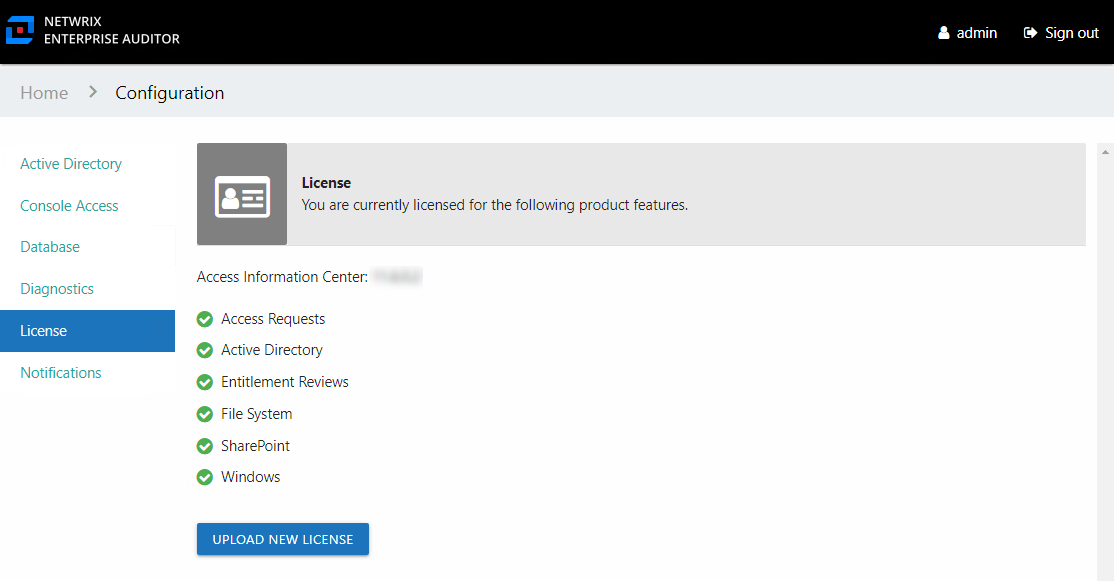 NETWRIX
ENTERPRISE AUDITOR
admin
Sign out
Home
Configuration
Active Directory
Console Access
Database
Diagnostics
License
Notifications
License
You are currently licensed for the following product features.
Access Information Center:
Access Requests
Active Directory
Entitlement Reviews
File System
SharePoint
Windows
UPLOAD NEW LICENSE